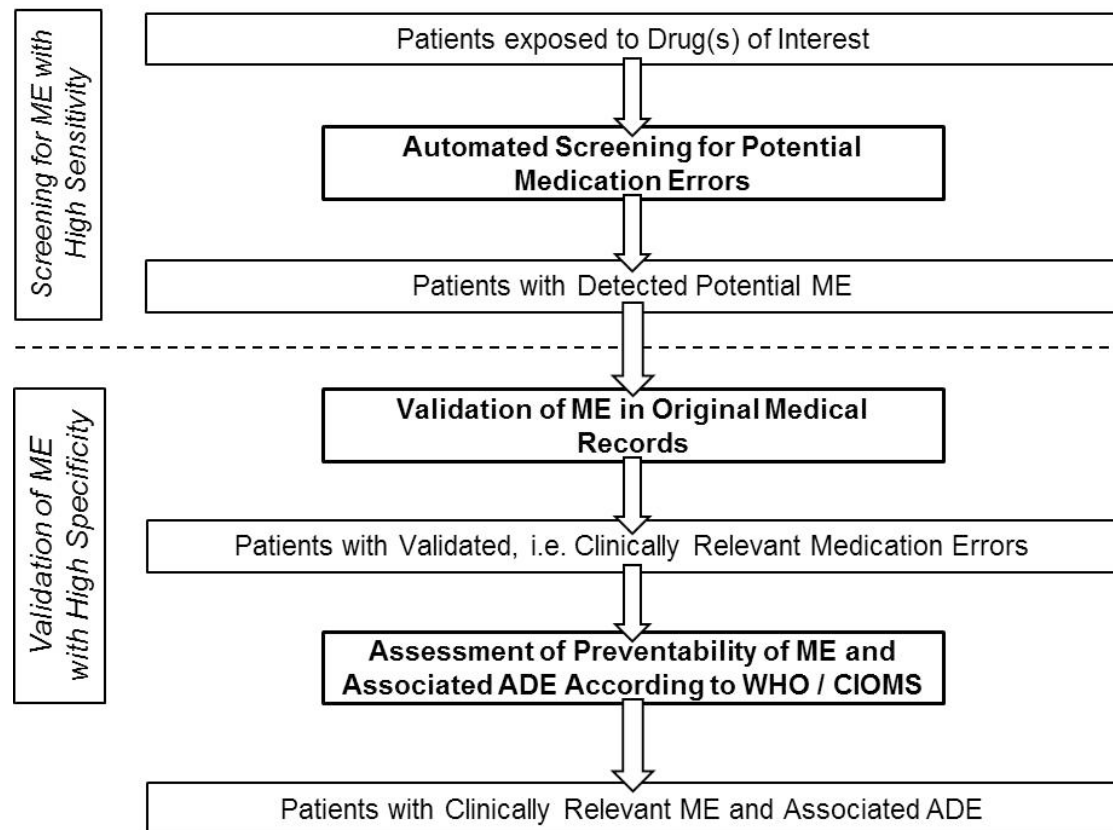 Screening for ME with
High Sensitivity
Patients exposed to Drug(s) of Interest
Automated Screening for Potential
Medication Errors
Patients with Detected Potential ME
Validation of ME
with High Specificity
Validation of ME in Original Medical
Records
Patients with Validated, i.e. Clinically Relevant Medication Errors
Assessment of Preventability of ME and
Associated ADE According to WHO / CIOMS
Patients with Clinically Relevant ME and Associated ADE